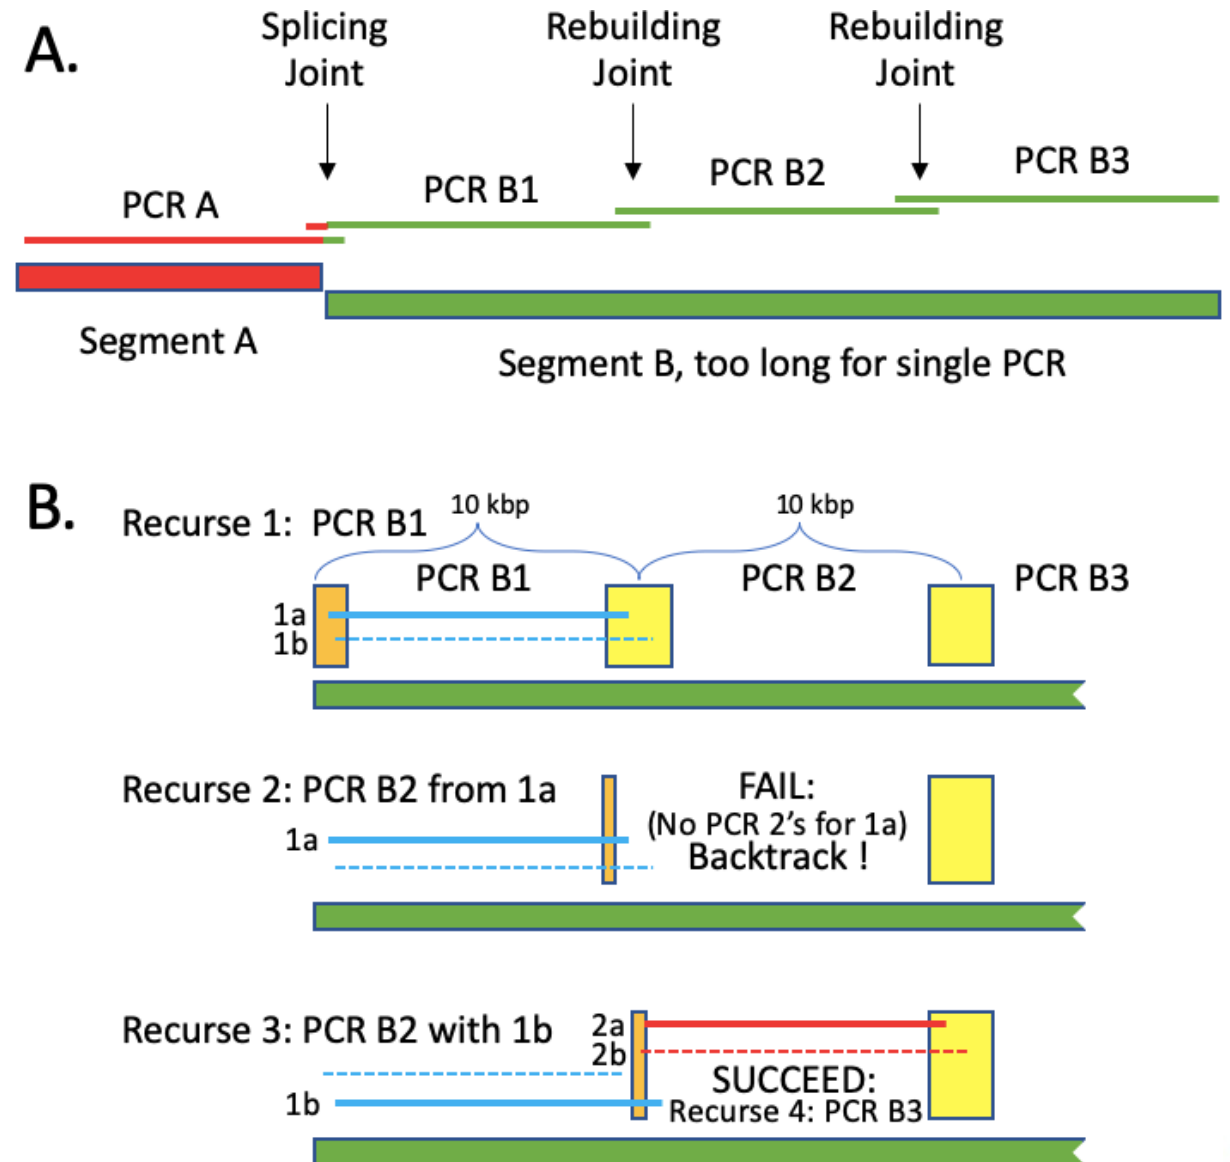 A.
Splicing
Joint
Rebuilding
Joint
Rebuilding
Joint
PCR A
PCR B1
PCR B2
PCR B3
Segment A
Segment B, too long for single PCR
B.
Recurse 1: PCR B1
10 kbp
10 kbp
PCR B1
PCR B2
PCR B3
1a
1b
Recurse 2: PCR B2 from 1a
1a
FAIL:
(No PCR 2’s for 1a)
Backtrack !
Recurse 3: PCR B2 with 1b
2a
2b
1b
SUCCEED:
Recurse 4: PCR B3